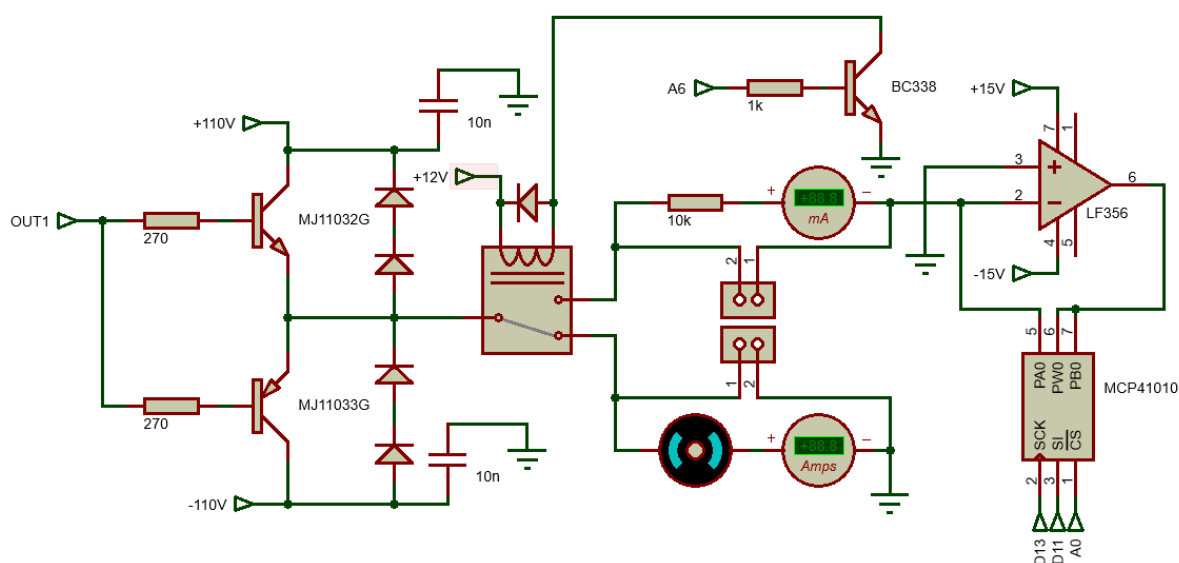 A6
1k
BC338
+15V
7
1
+110V
10n
+12V
3
+
6
2
−
LF356
4
5
-15V
MJ11032G
OUT1
270
10k
+
+88.8
mA
−
2
1
MJ11033G
270
1
2
5
6
7
PA0
PW0
PB0
MCP41010
SCK
SI
CS
2
3
1
D13
D11
A0
+
+88.8
Amps
−
10n
-110V